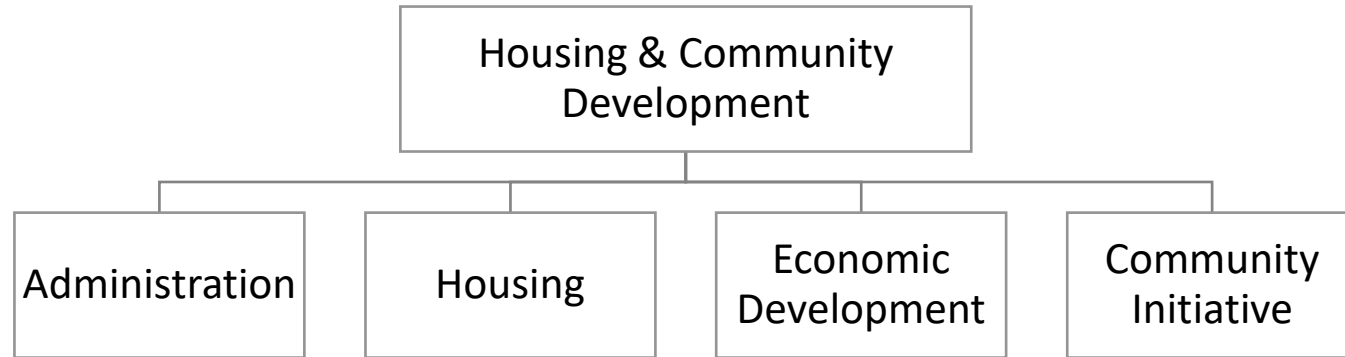 Housing & Community
Development
Administration
Housing
Economic
Development
Community
Initiative